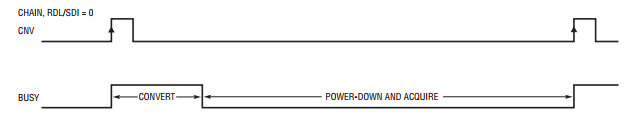 CHAIN, RDL/SDI = 0
CNV
BUSY
CONVERT
POWER-DOWN AND ACQUIRE